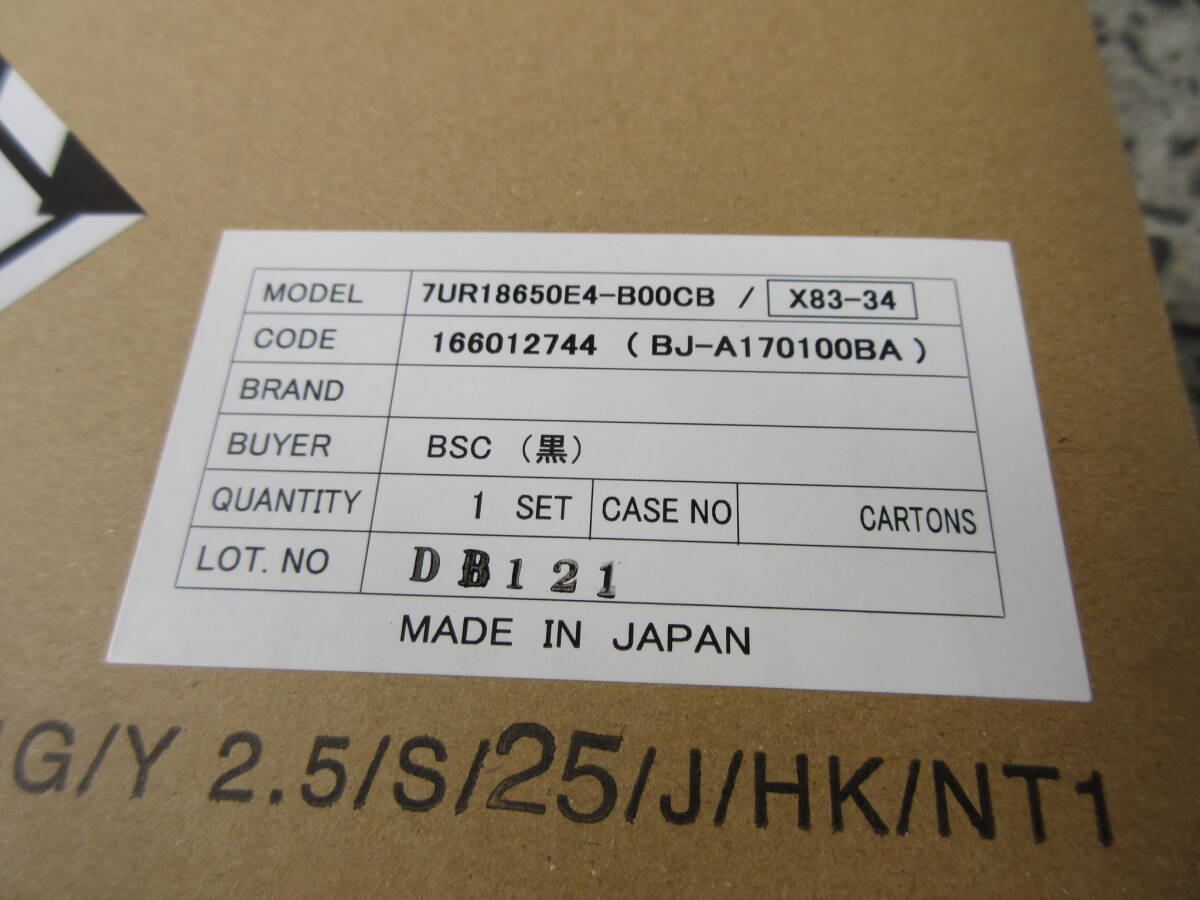 MODEL 7UR18650E4-B00CB / X83-34
CODE 166012744 ( BJ-A170100BA )
BRAND
BUYER BSC (黒)
QUANTITY 1 SET CASE NO CARTONS
LOT. NO DB121
MADE IN JAPAN
G/Y 2.5/S/25/J/HK/NT1